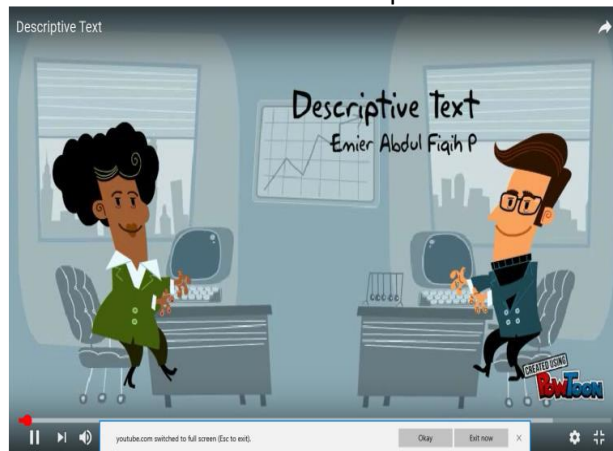 Descriptive Text
Descriptive Text
Emier Abdul Fiqih P
CREATED USING
POWTOON
youtube.com switched to full screen (Esc to exit).
Okay
Exit now
X